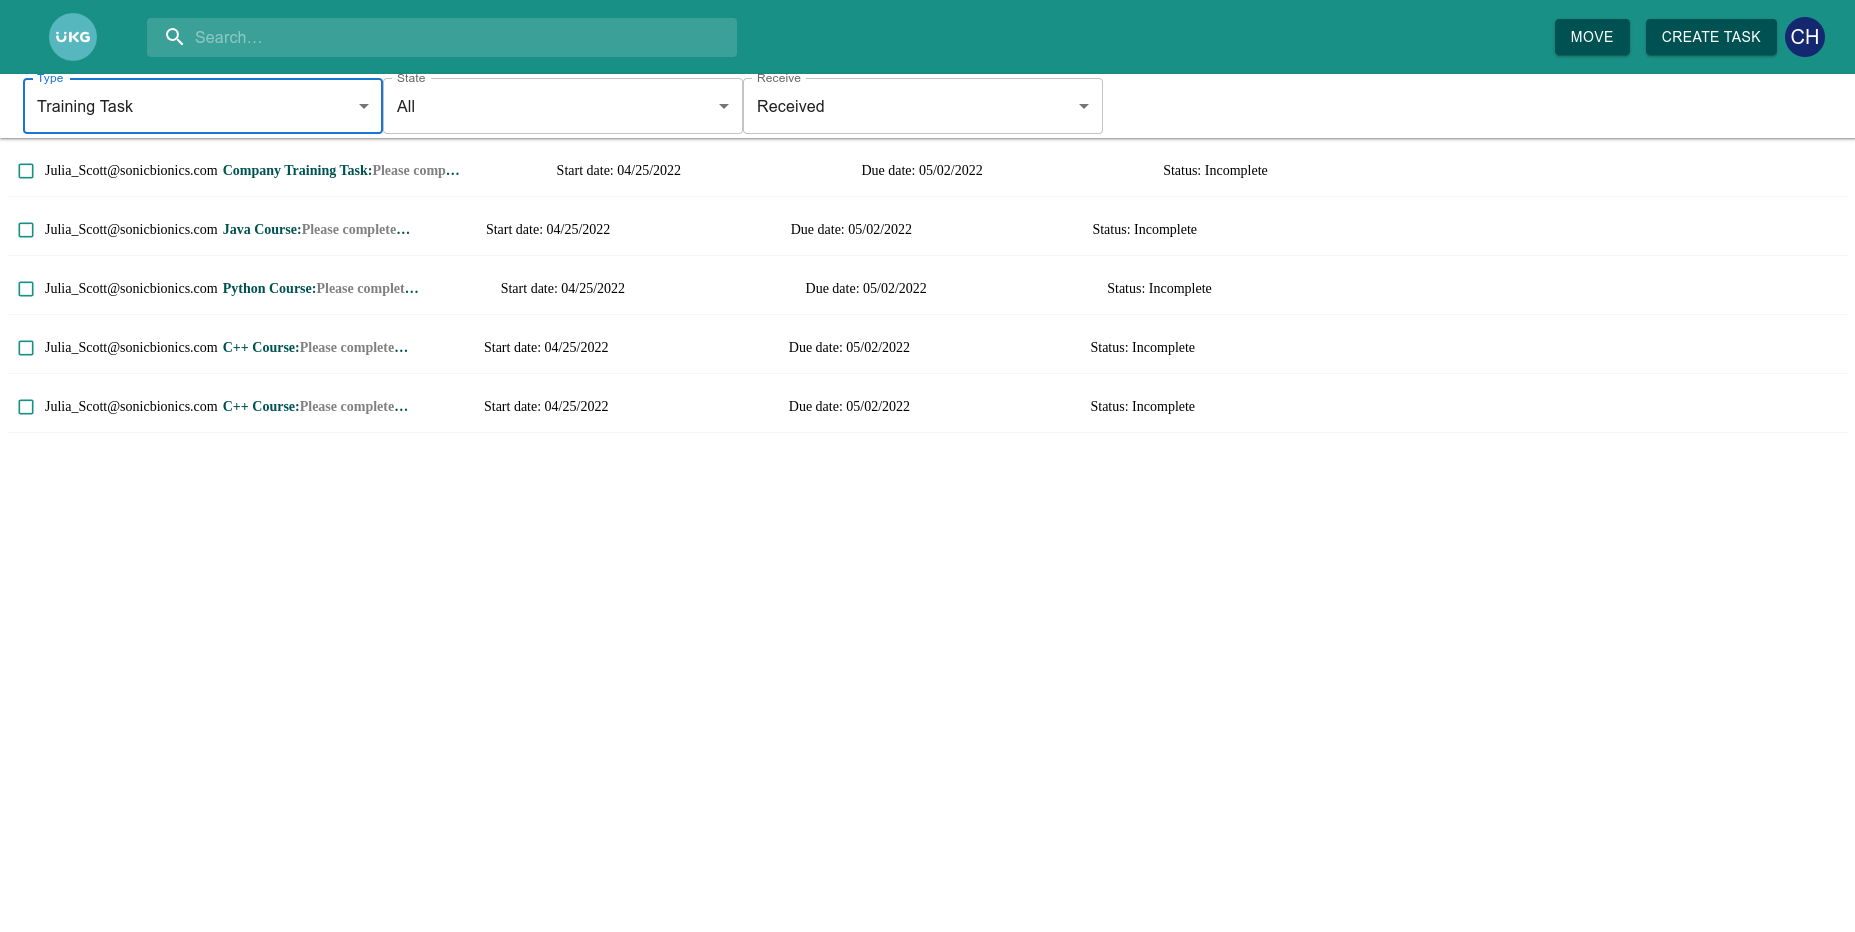 UKG Search... MOVE CREATE TASK CH
Type State Receive
Training Task All Received
Julia_Scott@sonicbionics.com Company Training Task:Please comp... Start date: 04/25/2022 Due date: 05/02/2022 Status: Incomplete
Julia_Scott@sonicbionics.com Java Course:Please complete... Start date: 04/25/2022 Due date: 05/02/2022 Status: Incomplete
Julia_Scott@sonicbionics.com Python Course:Please complet... Start date: 04/25/2022 Due date: 05/02/2022 Status: Incomplete
Julia_Scott@sonicbionics.com C++ Course:Please complete... Start date: 04/25/2022 Due date: 05/02/2022 Status: Incomplete
Julia_Scott@sonicbionics.com C++ Course:Please complete... Start date: 04/25/2022 Due date: 05/02/2022 Status: Incomplete